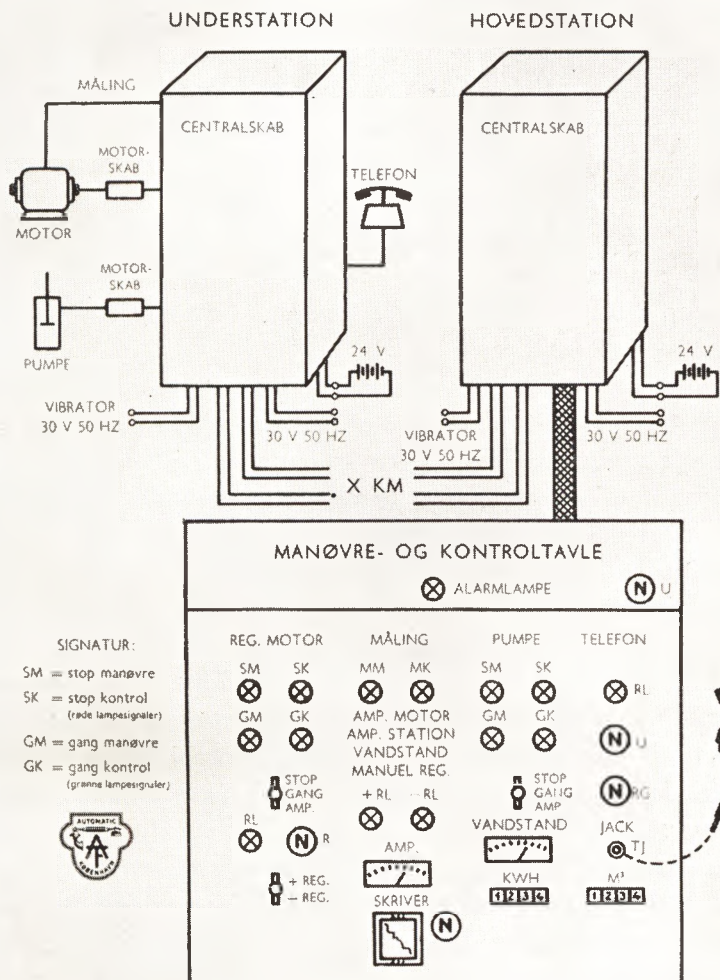 UNDERSTATION
HOVEDSTATION
MÅLING
CENTRALSKAB
CENTRALSKAB
MOTOR-
SKAB
TELEFON
MOTOR
MOTOR-
SKAB
PUMPE
24 V
24 V
VIBRATOR
30 V 50 HZ
30 V 50 HZ
VIBRATOR
30 V 50 HZ
30 V 50 HZ
X KM
MANØVRE- OG KONTROLTAVLE
ALARMLAMPE
N U
SIGNATUR:
SM = stop manøvre
SK = stop kontrol
(røde lampesignaler)
GM = gang manøvre
GK = gang kontrol
(grønne lampesignaler)
AUTOMATIC
AT
KØBENHAVN
REG. MOTOR
SM SK
GM GK
STOP
GANG
AMP.
RL
N R
+ REG.
– REG.
MÅLING
MM MK
AMP. MOTOR
AMP. STATION
VANDSTAND
MANUEL REG.
+ RL – RL
AMP.
SKRIVER
N
PUMPE
SM SK
GM GK
STOP
GANG
AMP
VANDSTAND
KWH
1 2 3 4
TELEFON
RL
N U
N RG
JACK
TJ
M³
1 2 3 4